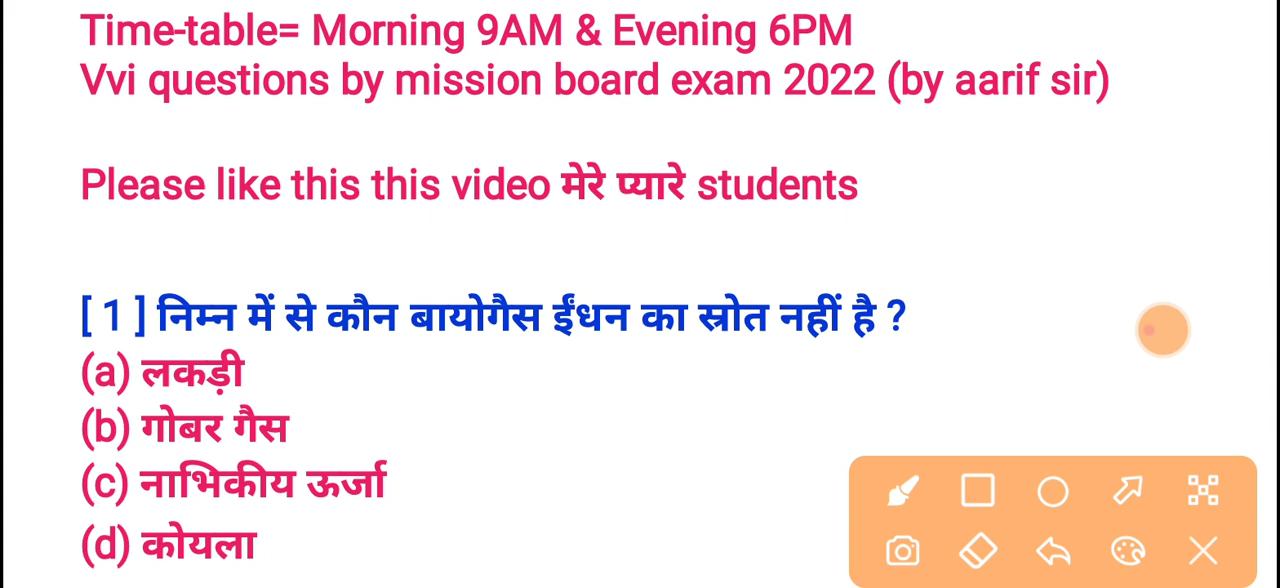 Time-table= Morning 9AM & Evening 6PM
Vvi questions by mission board exam 2022 (by aarif sir)
Please like this this video मेरे प्यारे students
[ 1 ] निम्न में से कौन बायोगैस ईंधन का स्रोत नहीं है ?
(a) लकड़ी
(b) गोबर गैस
(c) नाभिकीय ऊर्जा
(d) कोयला